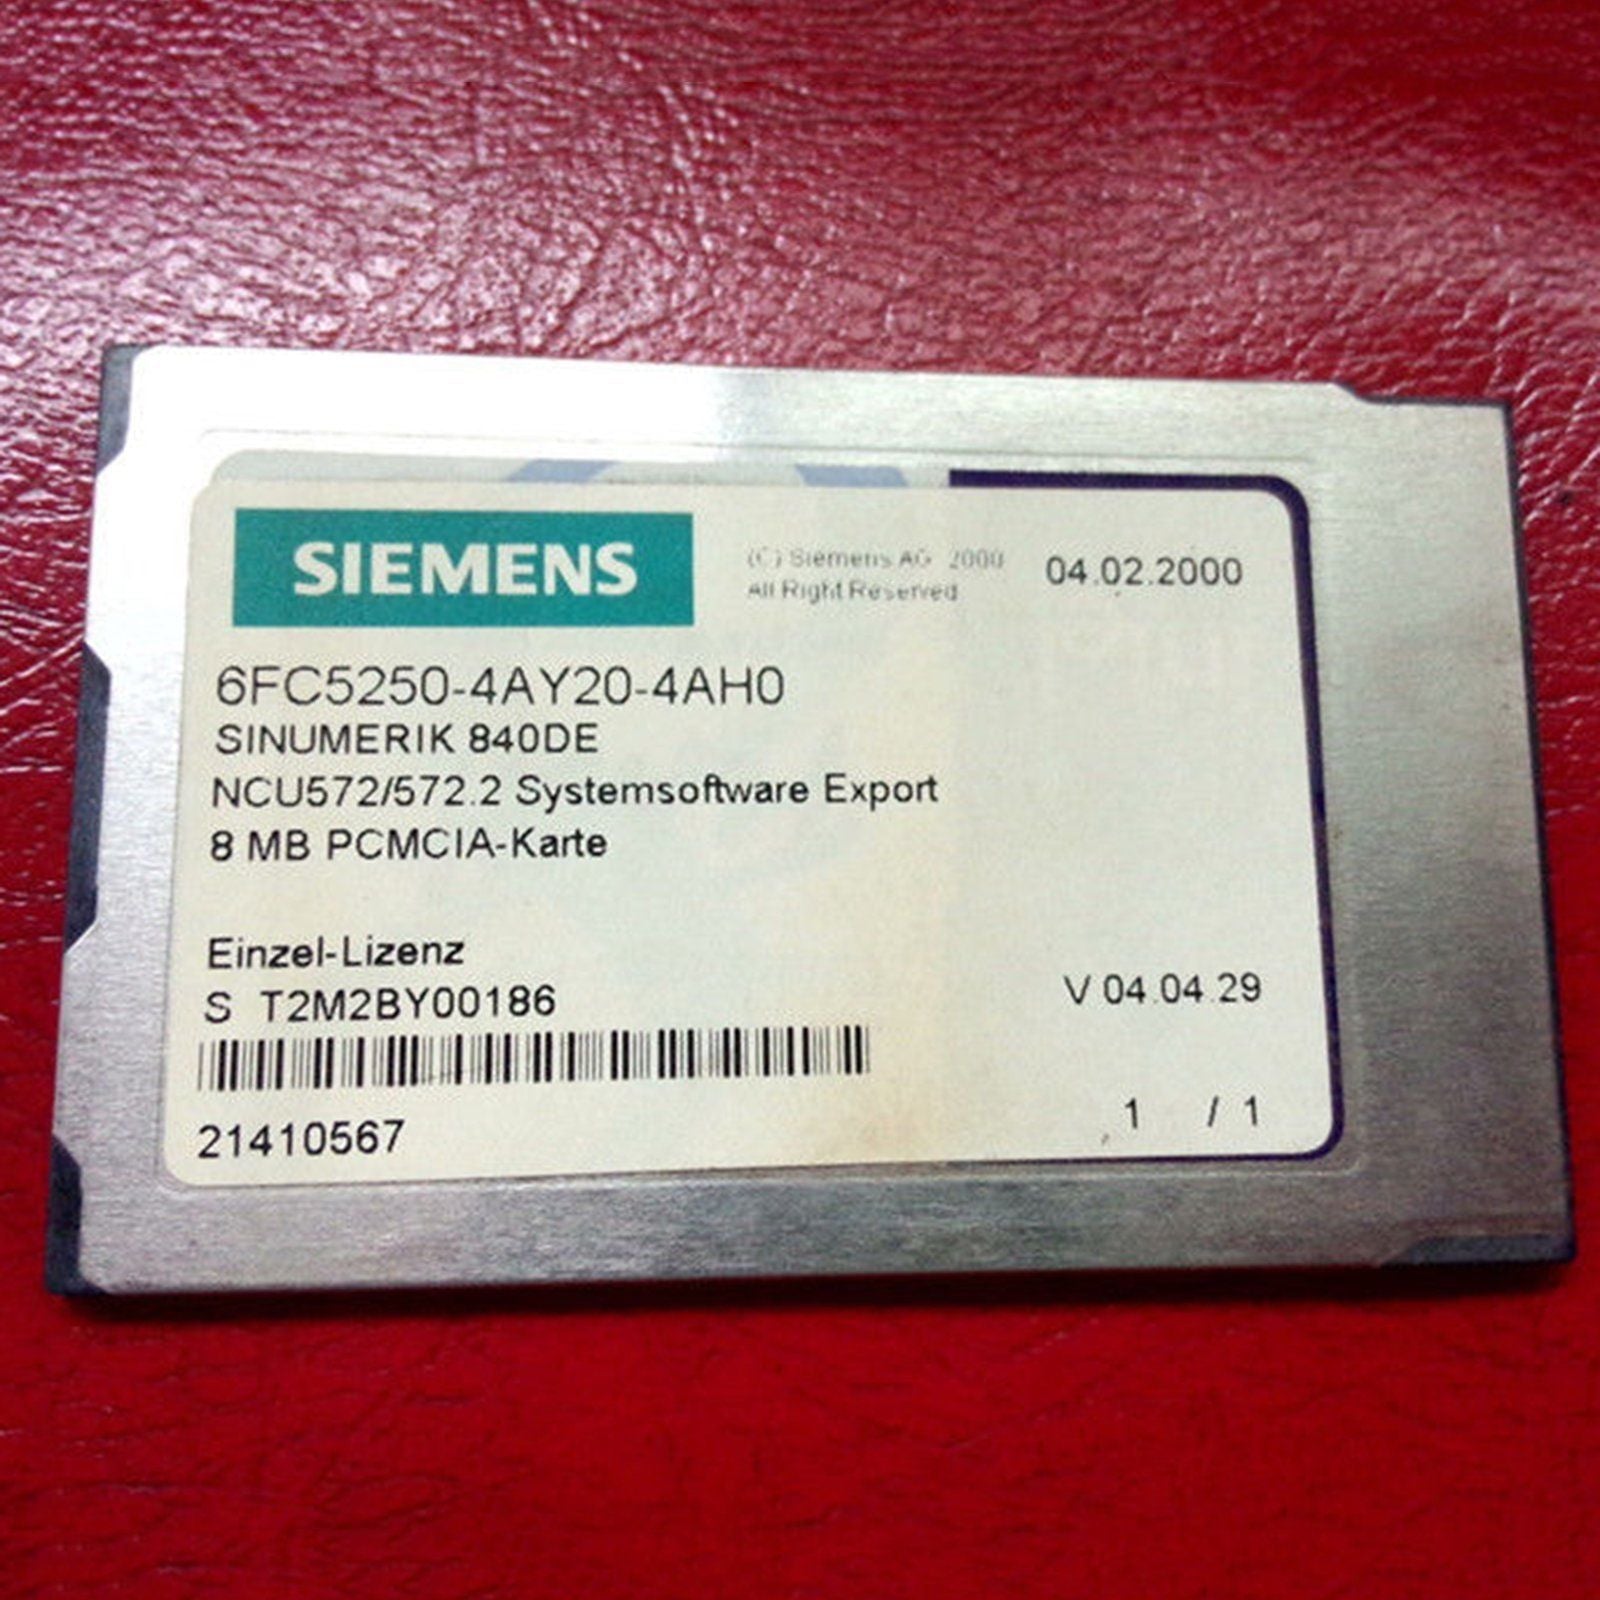 SIEMENS
(C) Siemens AG 2000
All Right Reserved
04.02.2000
6FC5250-4AY20-4AH0
SINUMERIK 840DE
NCU572/572.2 Systemsoftware Export
8 MB PCMCIA-Karte
Einzel-Lizenz
S T2M2BY00186
V 04.04.29
21410567
1 / 1